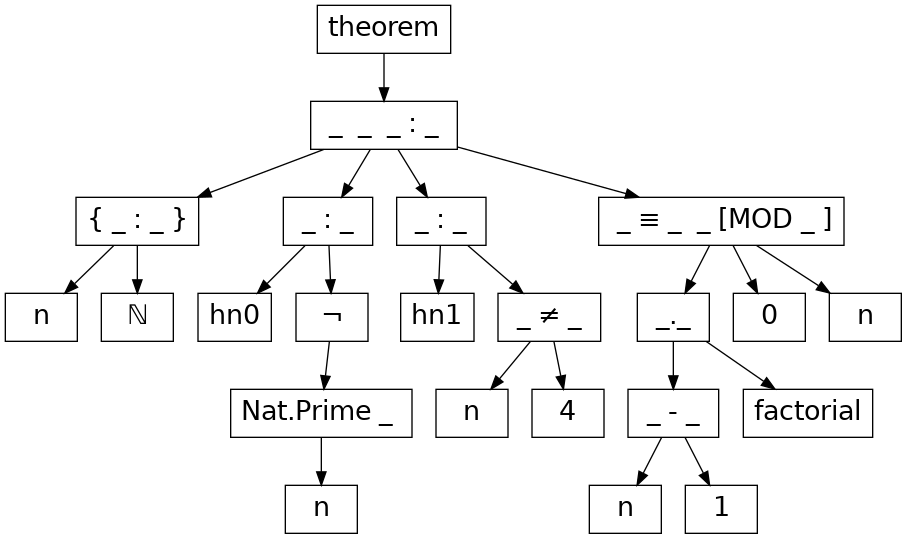 theorem
_ _ _ : _
{ _ : _ } _ : _ _ : _ _ ≡ _ _ [MOD _ ]
n ℕ hn0 ¬ hn1 _ ≠ _ _._ 0 n
Nat.Prime _ n 4 _ - _ factorial
n n 1